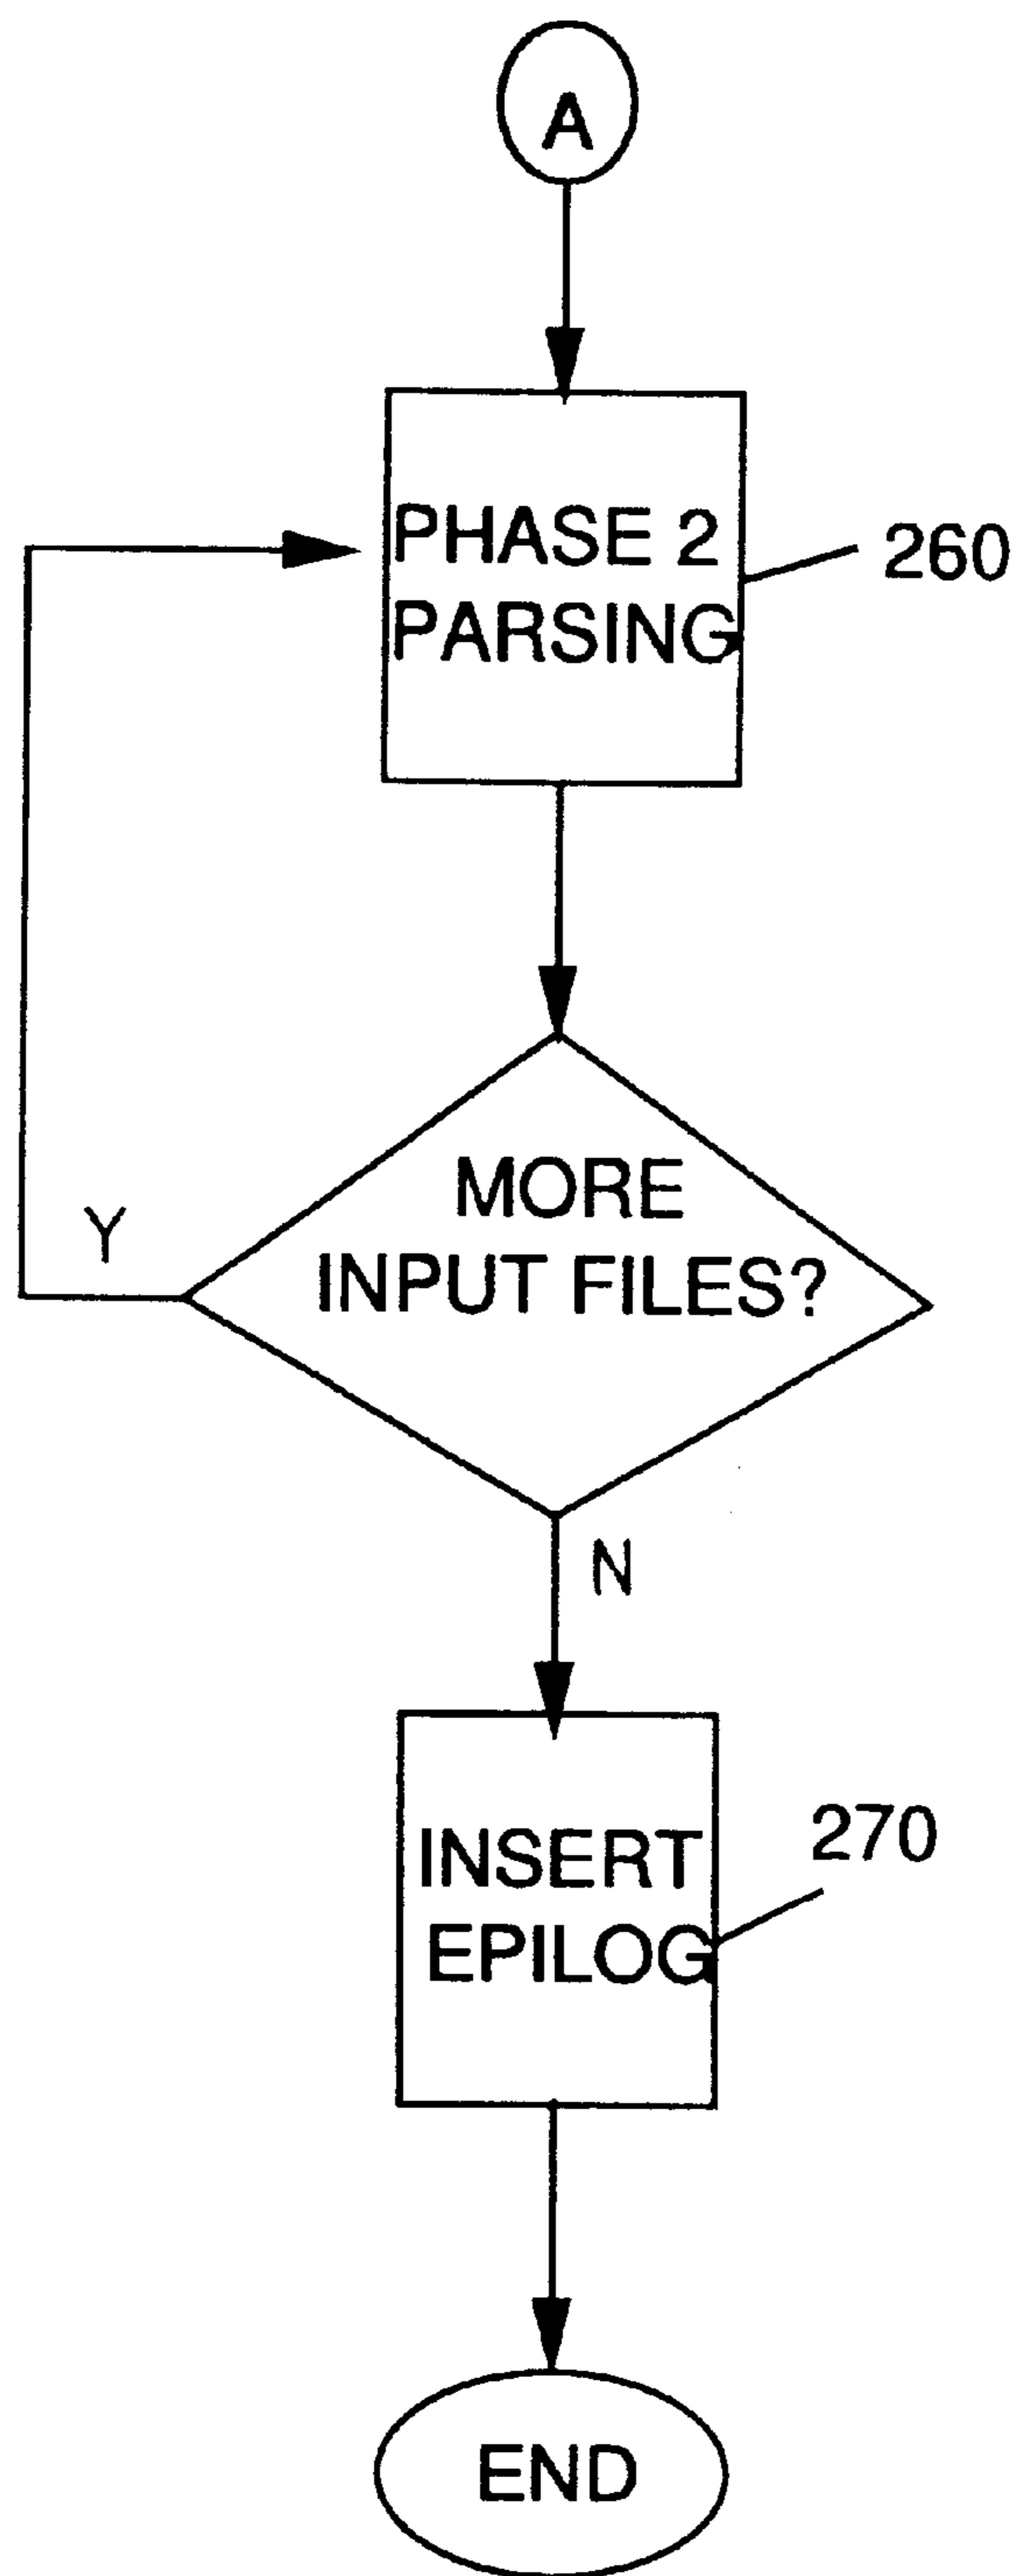 A
PHASE 2
PARSING
260
MORE
INPUT FILES?
Y
N
INSERT
EPILOG
270
END